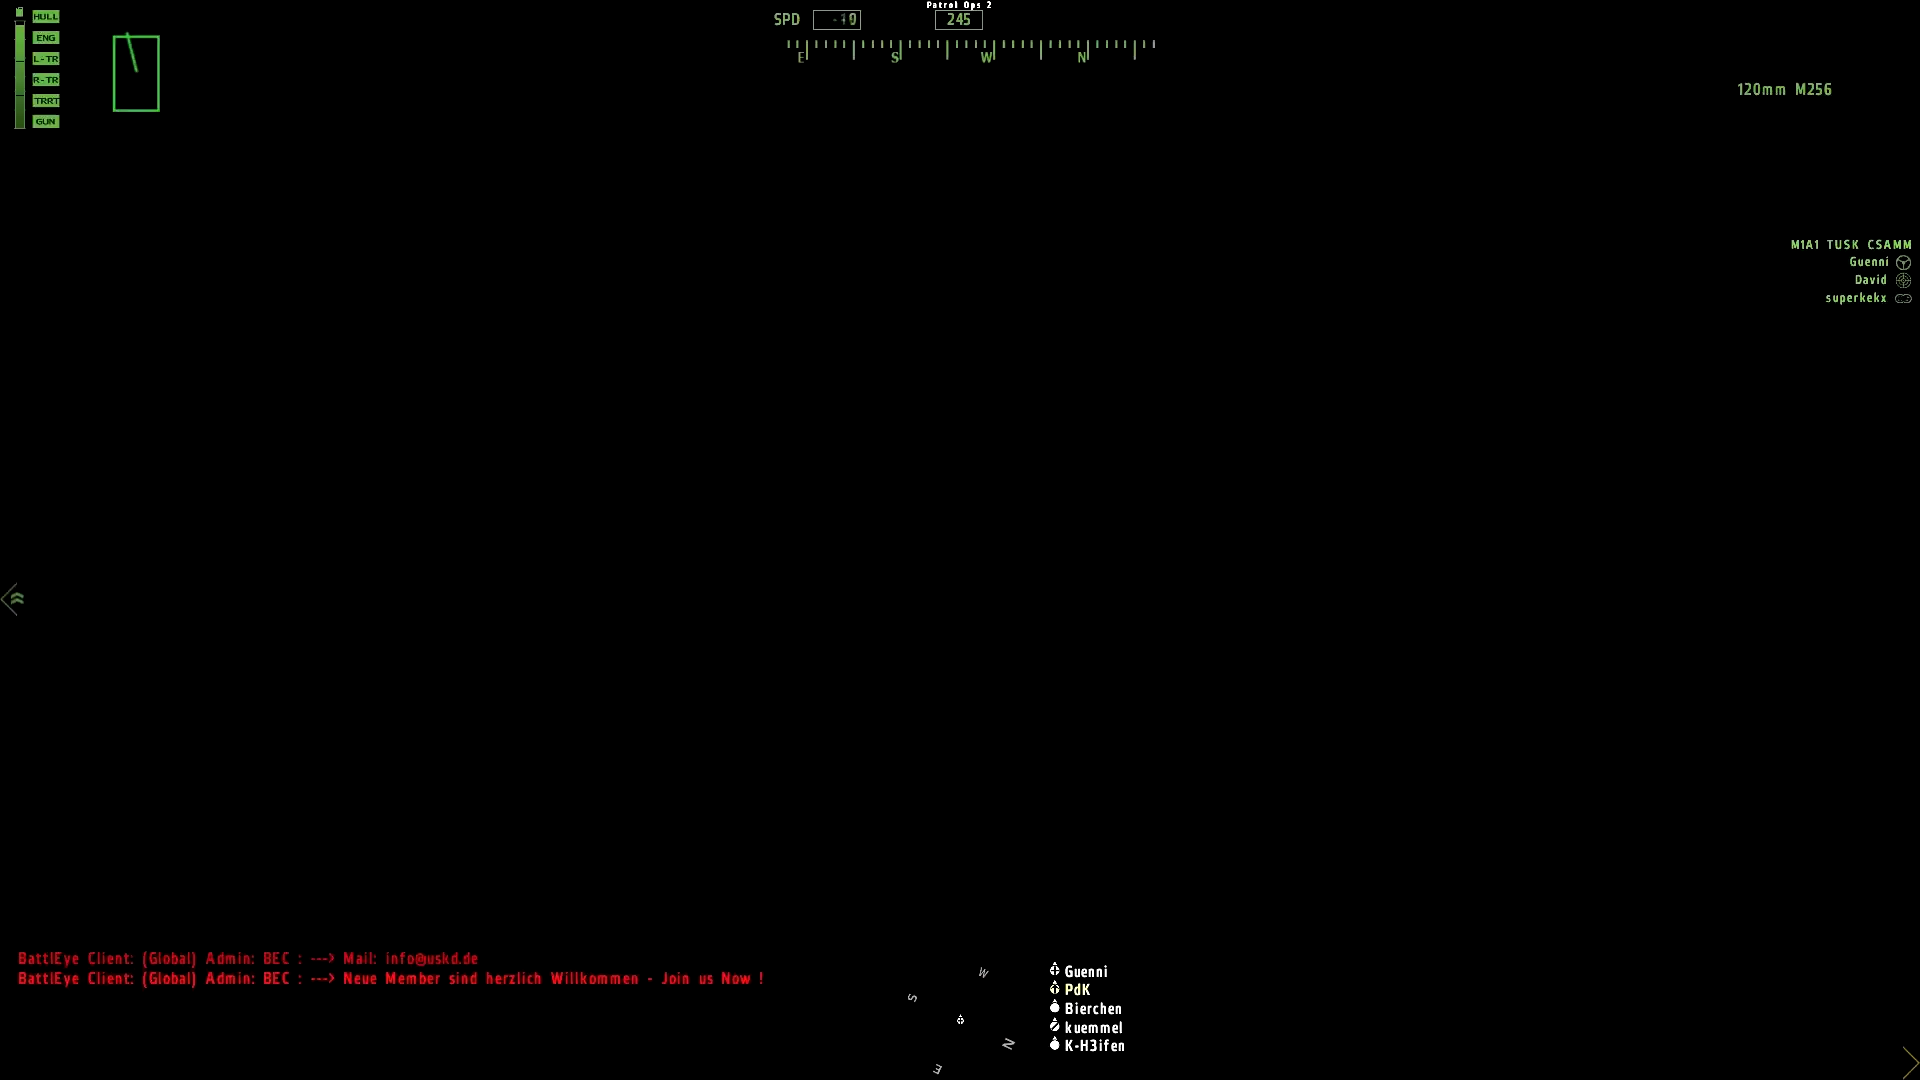 Patrol Ops 2
HULL
SPD -10 245
ENG
E S W N
L-TR
R-TR
120mm M256
TRRT
GUN
M1A1 TUSK CSAMM
Guenni
David
superkekx
BattlEye Client: (Global) Admin: BEC : ---> Mail: info@uskd.de
BattlEye Client: (Global) Admin: BEC : ---> Neue Member sind herzlich Willkommen - Join us Now !
W
S
N
E
Guenni
PdK
Bierchen
kuemmel
K-H3ifen